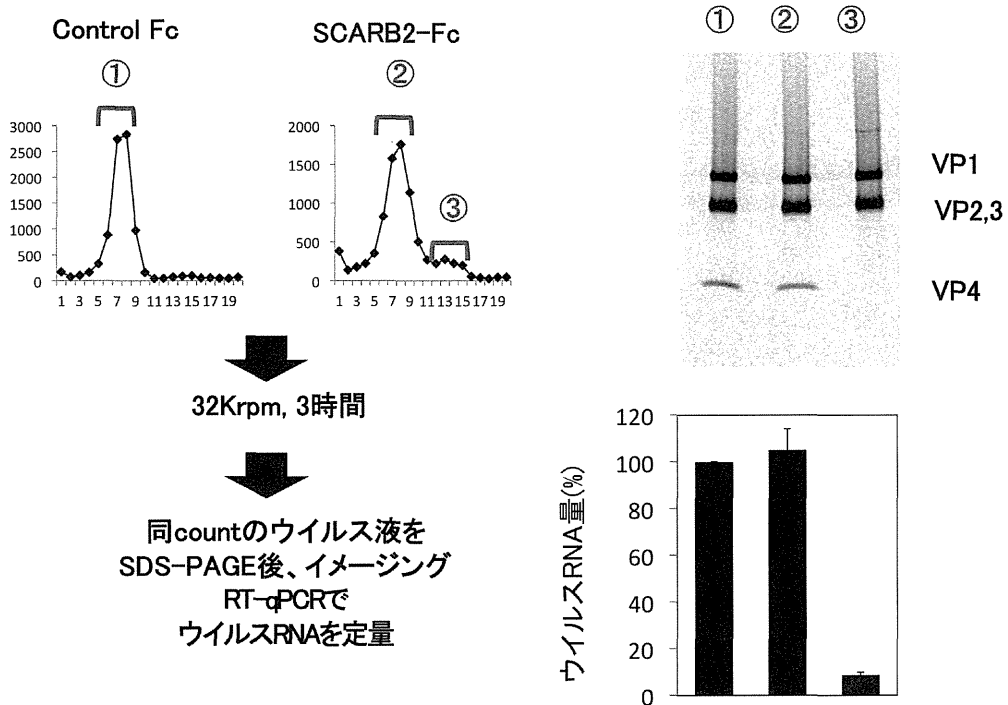 Control Fc
SCARB2-Fc
①
②
3000
2500
2000
1500
1000
500
0
1 3 5 7 9 11 13 15 17 19
2000
1500
1000
500
0
③
1 3 5 7 9 11 13 15 17 19
32Krpm, 3時間
同countのウイルス液を
SDS-PAGE後、イメージング
RT-qPCRで
ウイルスRNAを定量
① ② ③
VP1
VP2,3
VP4
ウイルスRNA量(%)
120
100
80
60
40
20
0